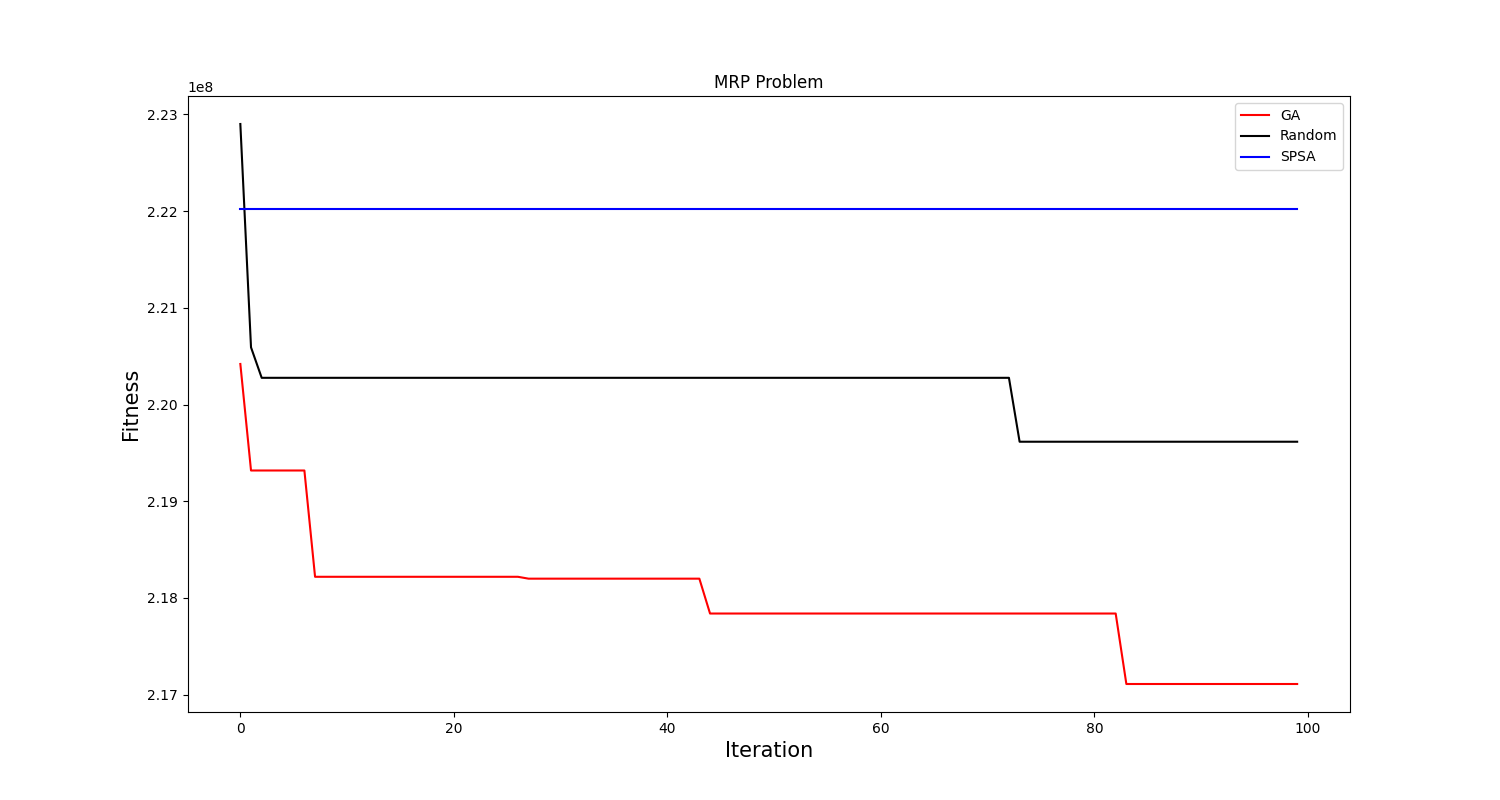 MRP Problem
1e8
2.23
2.22
2.21
2.20
2.19
2.18
2.17
Fitness
GA
Random
SPSA
0 20 40 60 80 100
Iteration